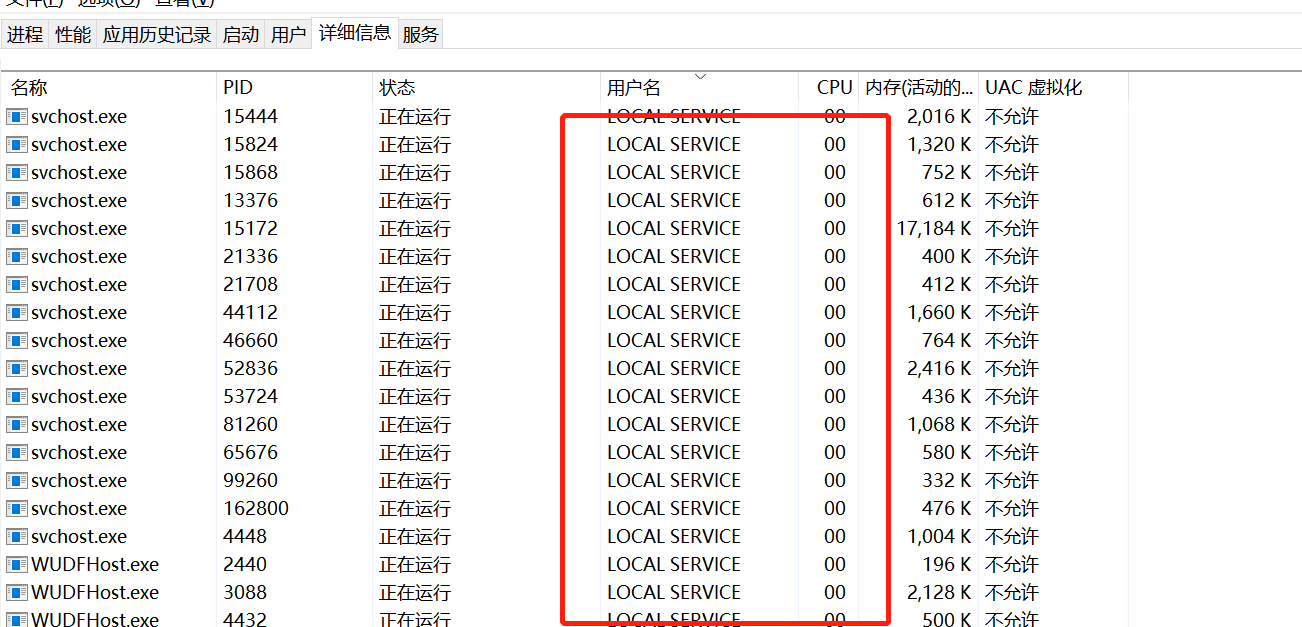 文件(F) 选项(O) 查看(V)
进程 性能 应用历史记录 启动 用户 详细信息 服务
名称 PID 状态 用户名 CPU 内存(活动的... UAC 虚拟化
svchost.exe 15444 正在运行 LOCAL SERVICE 00 2,016 K 不允许
svchost.exe 15824 正在运行 LOCAL SERVICE 00 1,320 K 不允许
svchost.exe 15868 正在运行 LOCAL SERVICE 00 752 K 不允许
svchost.exe 13376 正在运行 LOCAL SERVICE 00 612 K 不允许
svchost.exe 15172 正在运行 LOCAL SERVICE 00 17,184 K 不允许
svchost.exe 21336 正在运行 LOCAL SERVICE 00 400 K 不允许
svchost.exe 21708 正在运行 LOCAL SERVICE 00 412 K 不允许
svchost.exe 44112 正在运行 LOCAL SERVICE 00 1,660 K 不允许
svchost.exe 46660 正在运行 LOCAL SERVICE 00 764 K 不允许
svchost.exe 52836 正在运行 LOCAL SERVICE 00 2,416 K 不允许
svchost.exe 53724 正在运行 LOCAL SERVICE 00 436 K 不允许
svchost.exe 81260 正在运行 LOCAL SERVICE 00 1,068 K 不允许
svchost.exe 65676 正在运行 LOCAL SERVICE 00 580 K 不允许
svchost.exe 99260 正在运行 LOCAL SERVICE 00 332 K 不允许
svchost.exe 162800 正在运行 LOCAL SERVICE 00 476 K 不允许
svchost.exe 4448 正在运行 LOCAL SERVICE 00 1,004 K 不允许
WUDFHost.exe 2440 正在运行 LOCAL SERVICE 00 196 K 不允许
WUDFHost.exe 3088 正在运行 LOCAL SERVICE 00 2,128 K 不允许
WUDFHost.exe 4432 正在运行 LOCAL SERVICE 00 500 K 不允许